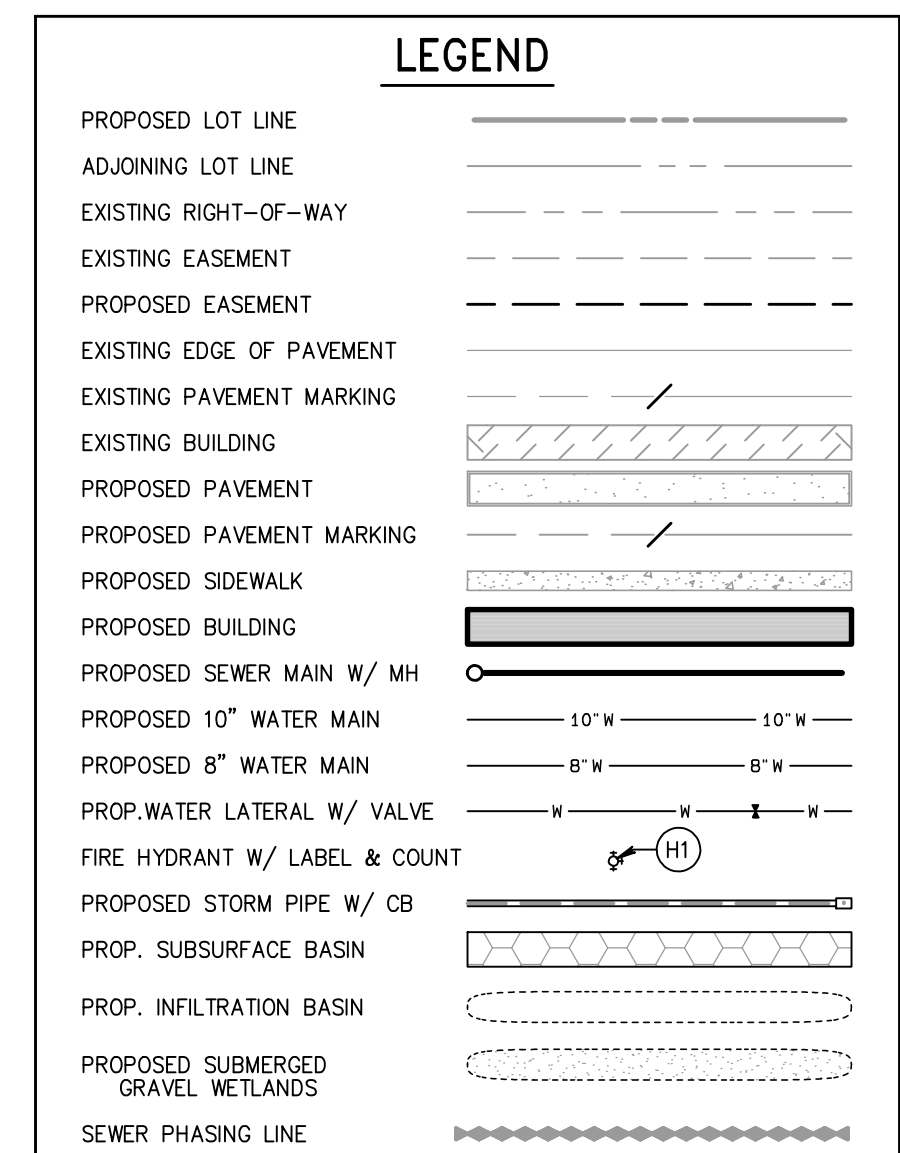 LEGEND
PROPOSED LOT LINE
ADJOINING LOT LINE
EXISTING RIGHT-OF-WAY
EXISTING EASEMENT
PROPOSED EASEMENT
EXISTING EDGE OF PAVEMENT
EXISTING PAVEMENT MARKING
EXISTING BUILDING
PROPOSED PAVEMENT
PROPOSED PAVEMENT MARKING
PROPOSED SIDEWALK
PROPOSED BUILDING
PROPOSED SEWER MAIN W/ MH
PROPOSED 10" WATER MAIN 10" W 10" W
PROPOSED 8" WATER MAIN 8" W 8" W
PROP.WATER LATERAL W/ VALVE W W W
FIRE HYDRANT W/ LABEL & COUNT H1
PROPOSED STORM PIPE W/ CB
PROP. SUBSURFACE BASIN
PROP. INFILTRATION BASIN
PROPOSED SUBMERGED
GRAVEL WETLANDS
SEWER PHASING LINE